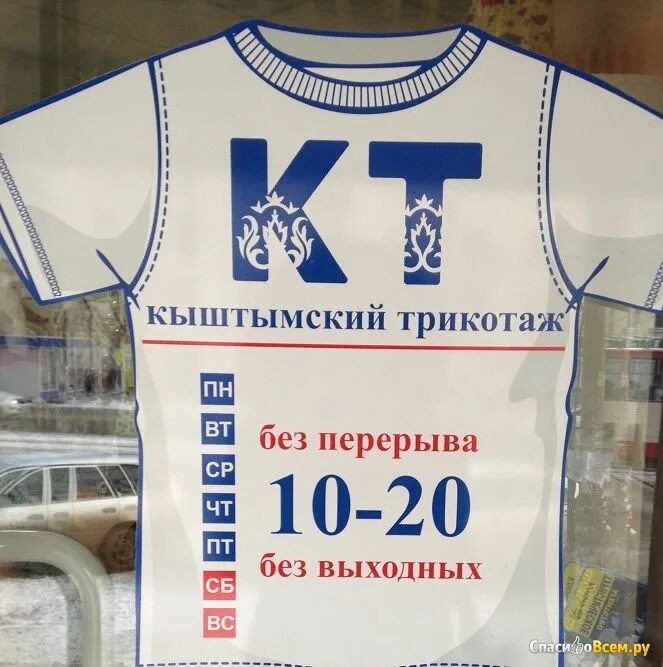 КТ
кыштымский трикотаж
ПН
ВТ
СР
ЧТ
ПТ
СБ
ВС
без перерыва
10-20
без выходных
СпасибоВсем.ру